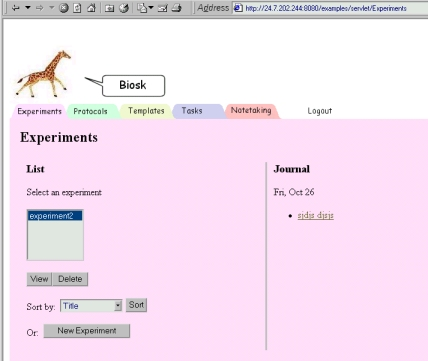 Address http://24.7.202.244:8080/examples/servlet/Experiments
Biosk
Experiments Protocols Templates Tasks Notetaking Logout
Experiments
List
Select an experiment
experiment2
View Delete
Sort by: Title Sort
Or: New Experiment
Journal
Fri, Oct 26
sjdjs djsjs